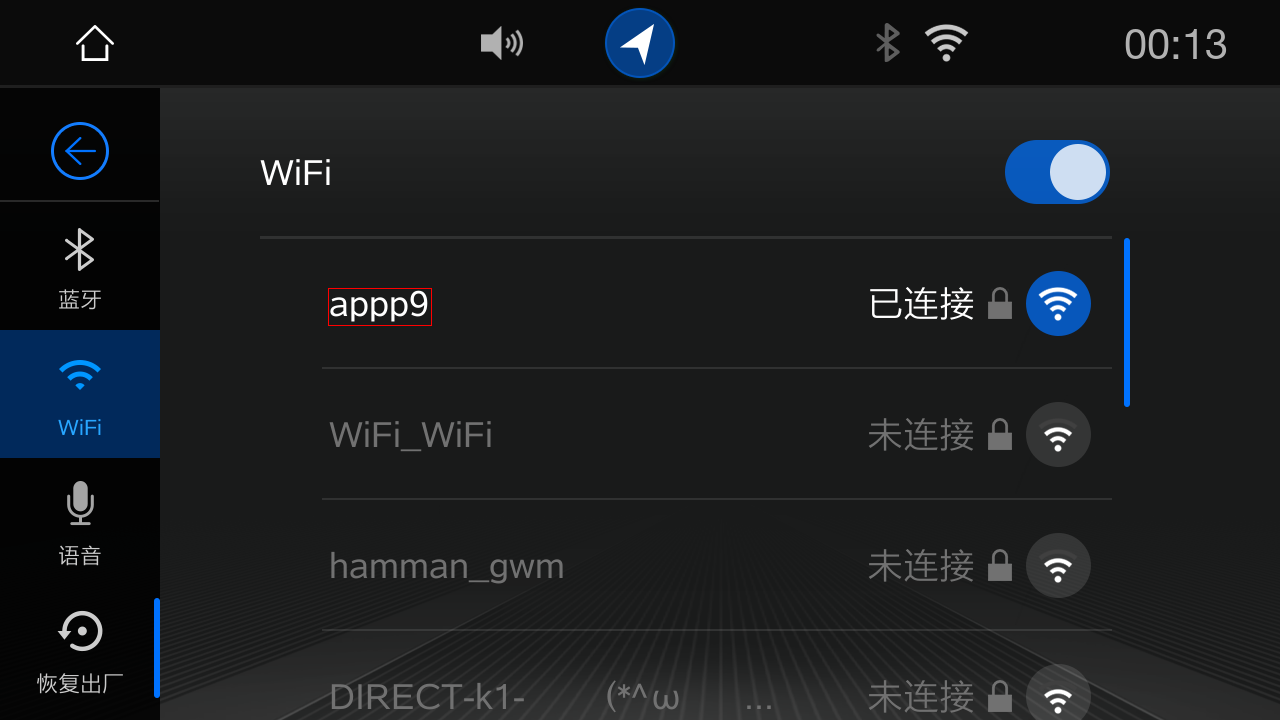 00:13
WiFi
appp9 已连接
蓝牙
WiFi_WiFi 未连接
WiFi
hamman_gwm 未连接
语音
恢复出厂
DIRECT-k1- (*^ω ... 未连接